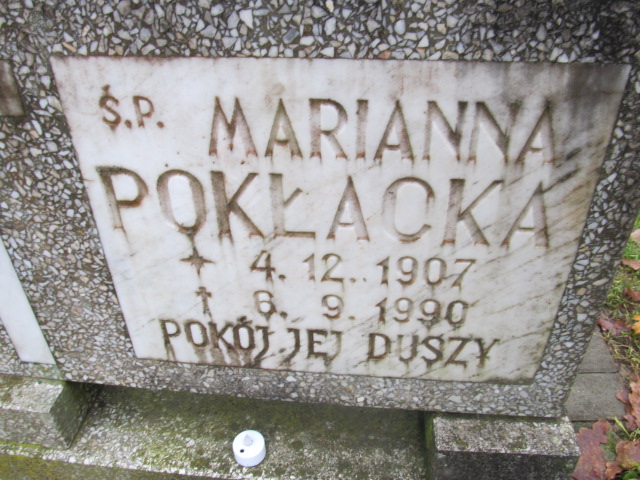 Ś.P. MARIANNA
POKŁACKA
4. 12. 1907
6. 9. 1990
POKÓJ JEJ DUSZY